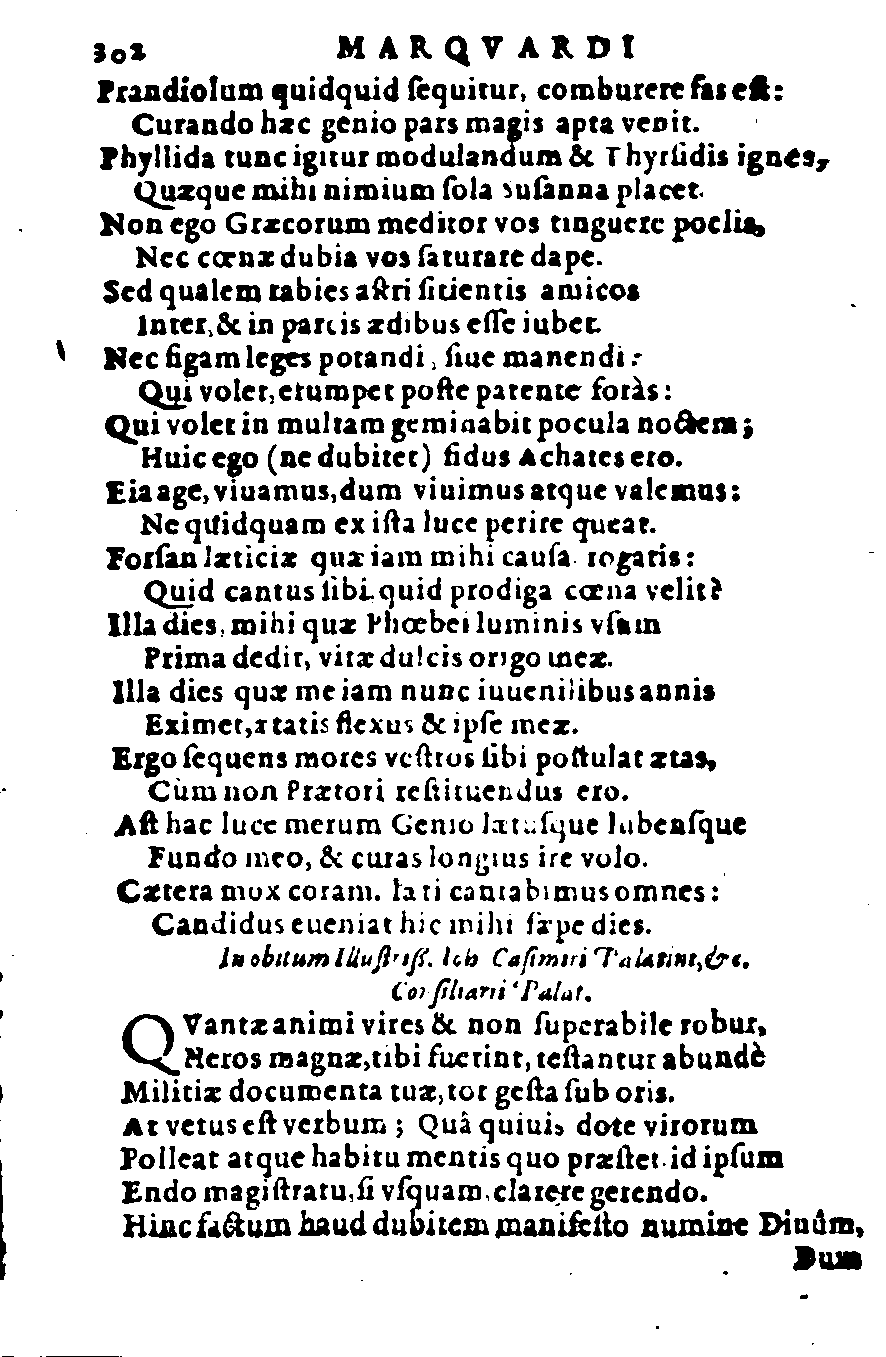 302 MARQVARDI
Prandiolum quidquid ſequitur, comburere fas eſt:
Curando hæc genio pars magis apta venit.
Phyllida tunc igitur modulandum & Thyrſidis ignes,
Quæque mihi nimium ſola Suſanna placet.
Non ego Græcorum meditor vos tinguere poclis,
Nec cœnæ dubia vos ſaturare dape.
Sed qualem rabies aſtri ſitientis amicos
Inter, & in parcis ædibus eſſe iubet.
Nec figam leges potandi, ſiue manendi:
Qui volet, erumpet poſte patente foràs:
Qui volet in multam geminabit pocula noctem;
Huic ego (ne dubitet) fidus Achates ero.
Eia age, viuamus, dum viuimus atque valemus:
Ne quidquam ex iſta luce perire queat.
Forſan læticiæ quæ iam mihi cauſa rogatis:
Quid cantus ſibi, quid prodiga cœna velit?
Illa dies, mihi quæ Phœbei luminis vſum
Prima dedit, vitæ dulcis origo meæ.
Illa dies quæ me iam nunc iuuenilibus annis
Eximet, ætatis flexus & ipſe meæ.
Ergo ſequens mores veſtros ſibi poſtulat ætas,
Cùm non Prætori reſtituendus ero.
Aſt hac luce merum Genio lætuſque lubenſque
Fundo meo, & curas longius ire volo.
Cætera mox coram. læti cantabimus omnes:
Candidus eueniat hic mihi ſæpe dies.
In obitum Illuſtriſſ. Ioh Caſimiri Palatini, &c.
Conſiliarii Palat.
QVantæ animi vires & non ſuperabile robur,
Heros magnæ, tibi fuerint, teſtantur abundè
Militiæ documenta tuæ, tot geſta ſub oris.
At vetus eſt verbum; Quâ quiuis dote virorum
Polleat atque habitu mentis quo præſtet. id ipſum
Endo magiſtratu, ſi vſquam, clarere gerendo.
Hinc factum haud dubitem manifeſto numine Diuûm,
Dum